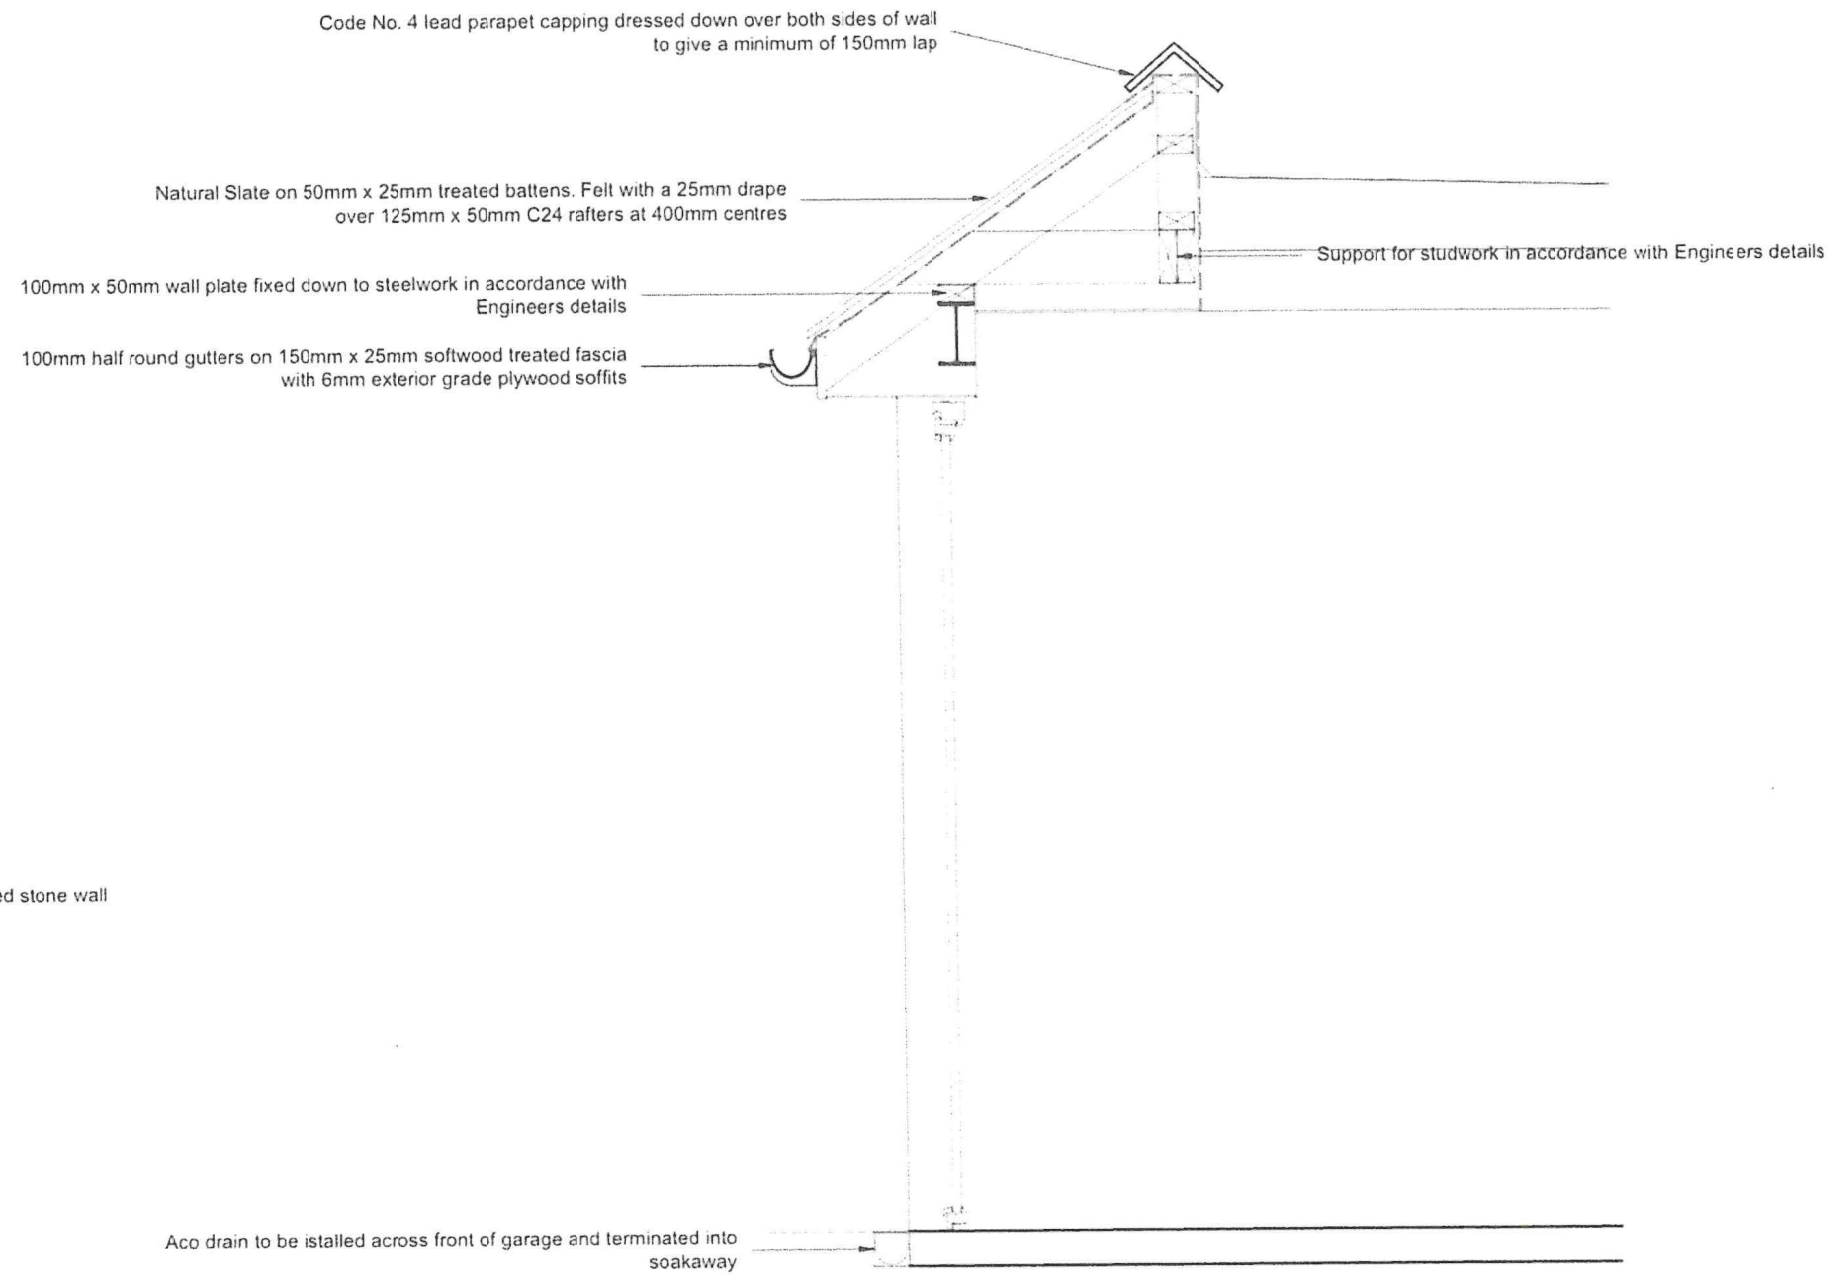 Code No. 4 lead parapet capping dressed down over both sides of wall
to give a minimum of 150mm lap
Natural Slate on 50mm x 25mm treated battens. Felt with a 25mm drape
over 125mm x 50mm C24 rafters at 400mm centres
Support for studwork in accordance with Engineers details
100mm x 50mm wall plate fixed down to steelwork in accordance with
Engineers details
100mm half round gutters on 150mm x 25mm softwood treated fascia
with 6mm exterior grade plywood soffits
ed stone wall
Aco drain to be istalled across front of garage and terminated into
soakaway